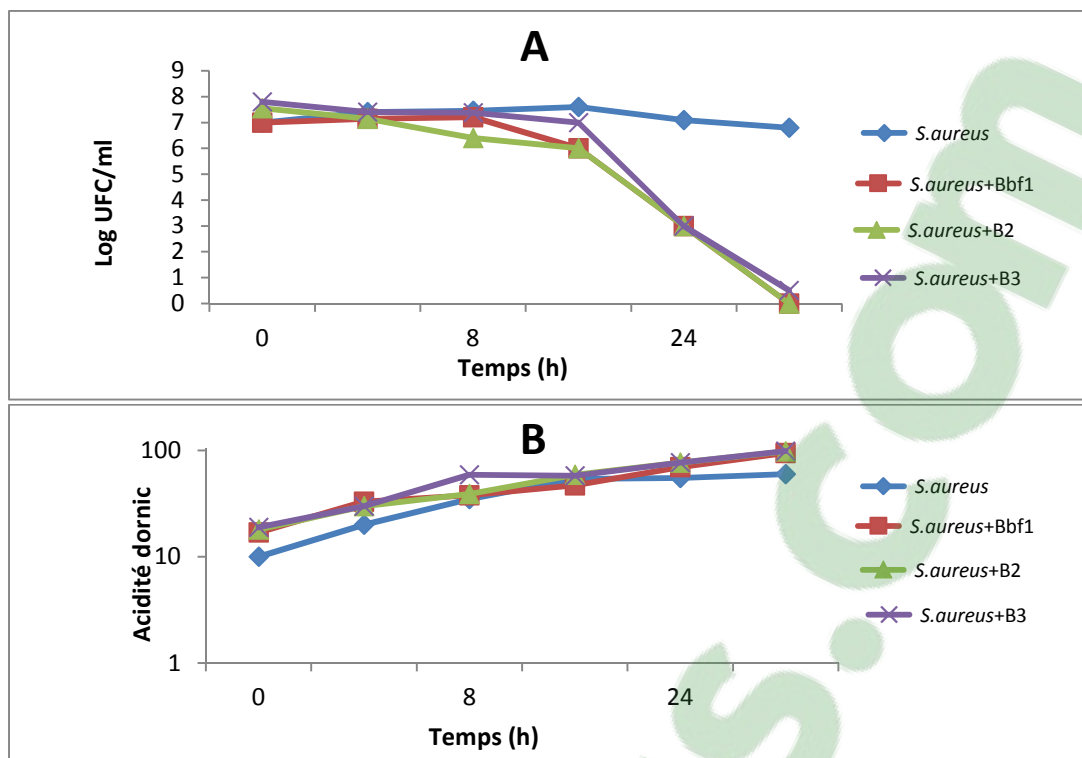 A
9
8
7
6
5
4
3
2
1
0
Log UFC/ml
0 8 24
Temps (h)
S.aureus
S.aureus+Bbf1
S.aureus+B2
S.aureus+B3
B
100
10
1
Acidité dornic
0 8 24
Temps (h)
S.aureus
S.aureus+Bbf1
S.aureus+B2
S.aureus+B3
s.com